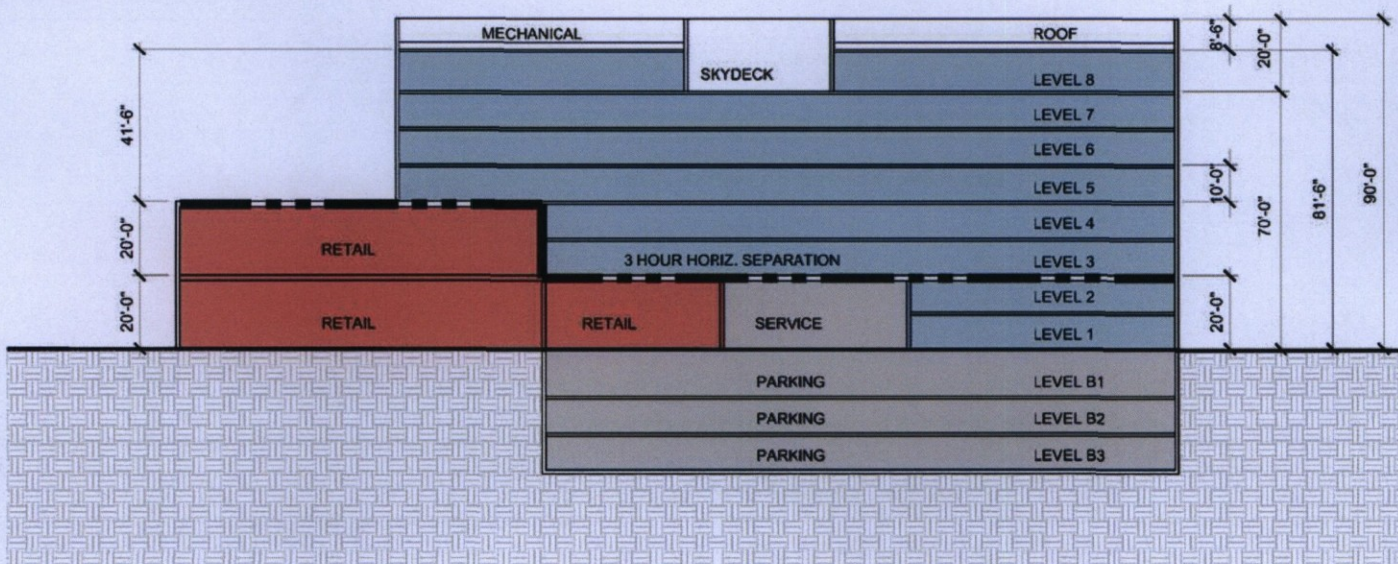 MECHANICAL
ROOF
SKYDECK
LEVEL 8
LEVEL 7
LEVEL 6
LEVEL 5
LEVEL 4
3 HOUR HORIZ. SEPARATION
LEVEL 3
RETAIL
LEVEL 2
RETAIL
RETAIL
SERVICE
LEVEL 1
PARKING
LEVEL B1
PARKING
LEVEL B2
PARKING
LEVEL B3
41'-6"
20'-0"
20'-0"
8'-6"
20'-0"
10'-0"
70'-0"
81'-6"
90'-0"
20'-0"